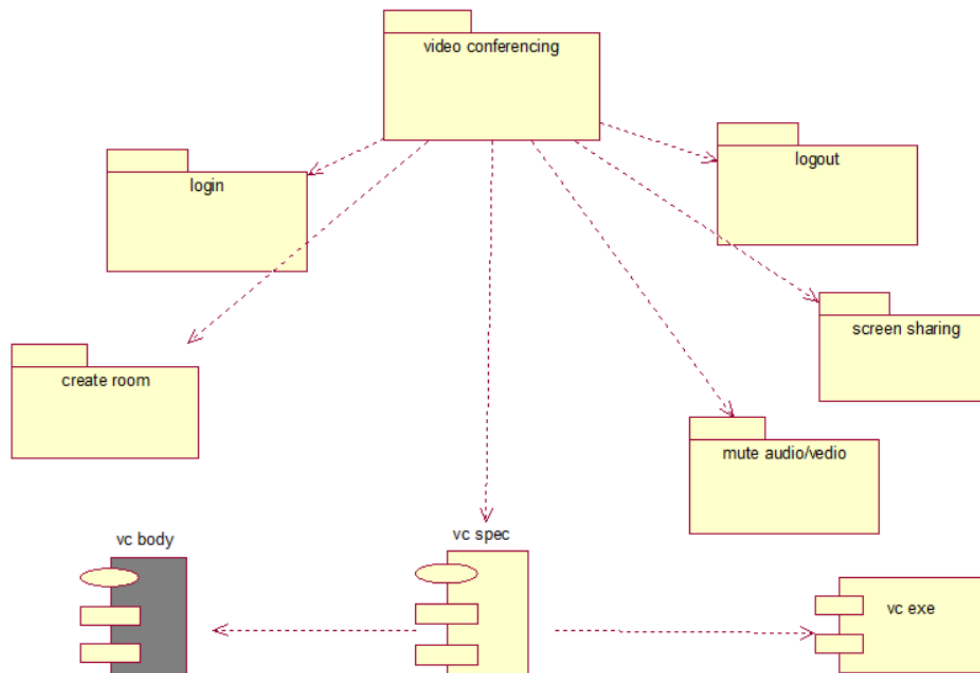 video conferencing
login
logout
screen sharing
create room
mute audio/vedio
vc body
vc spec
vc exe